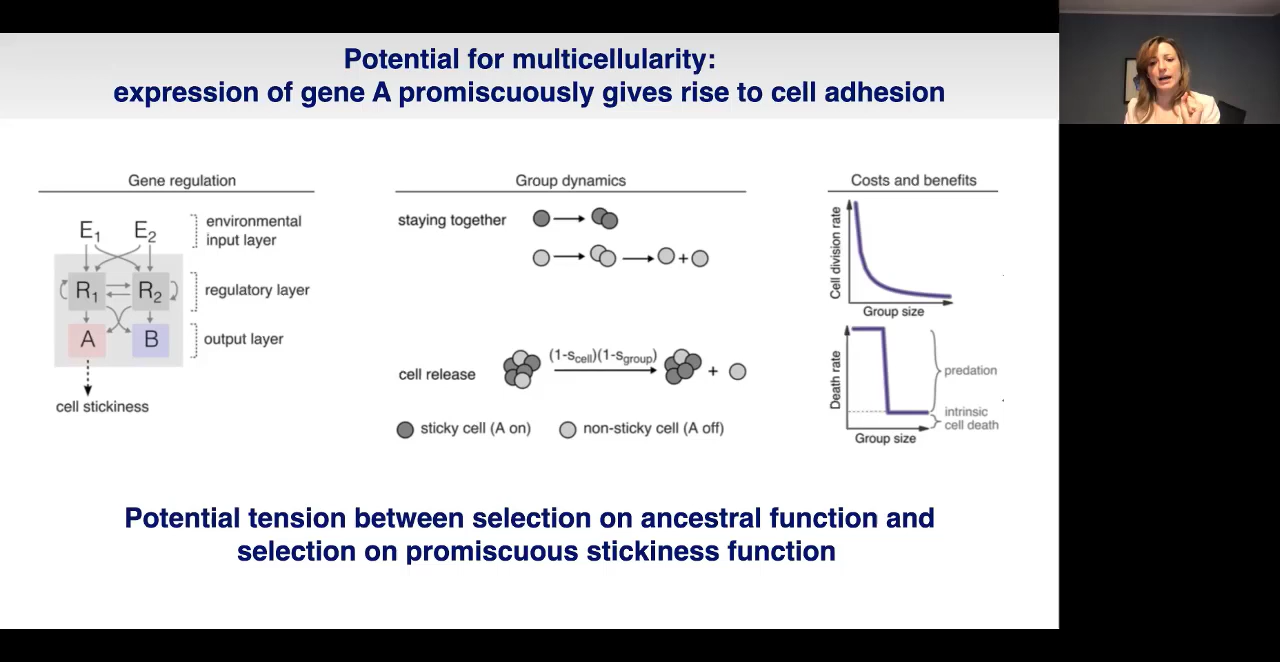 Potential for multicellularity:
expression of gene A promiscuously gives rise to cell adhesion
Gene regulation
E1 E2
environmental
input layer
R1 R2
regulatory layer
A B
output layer
cell stickiness
Group dynamics
staying together
+
cell release
(1-scell)(1-sgroup)
+
sticky cell (A on)
non-sticky cell (A off)
Costs and benefits
Cell division rate
Group size
Death rate
predation
intrinsic
cell death
Group size
Potential tension between selection on ancestral function and
selection on promiscuous stickiness function